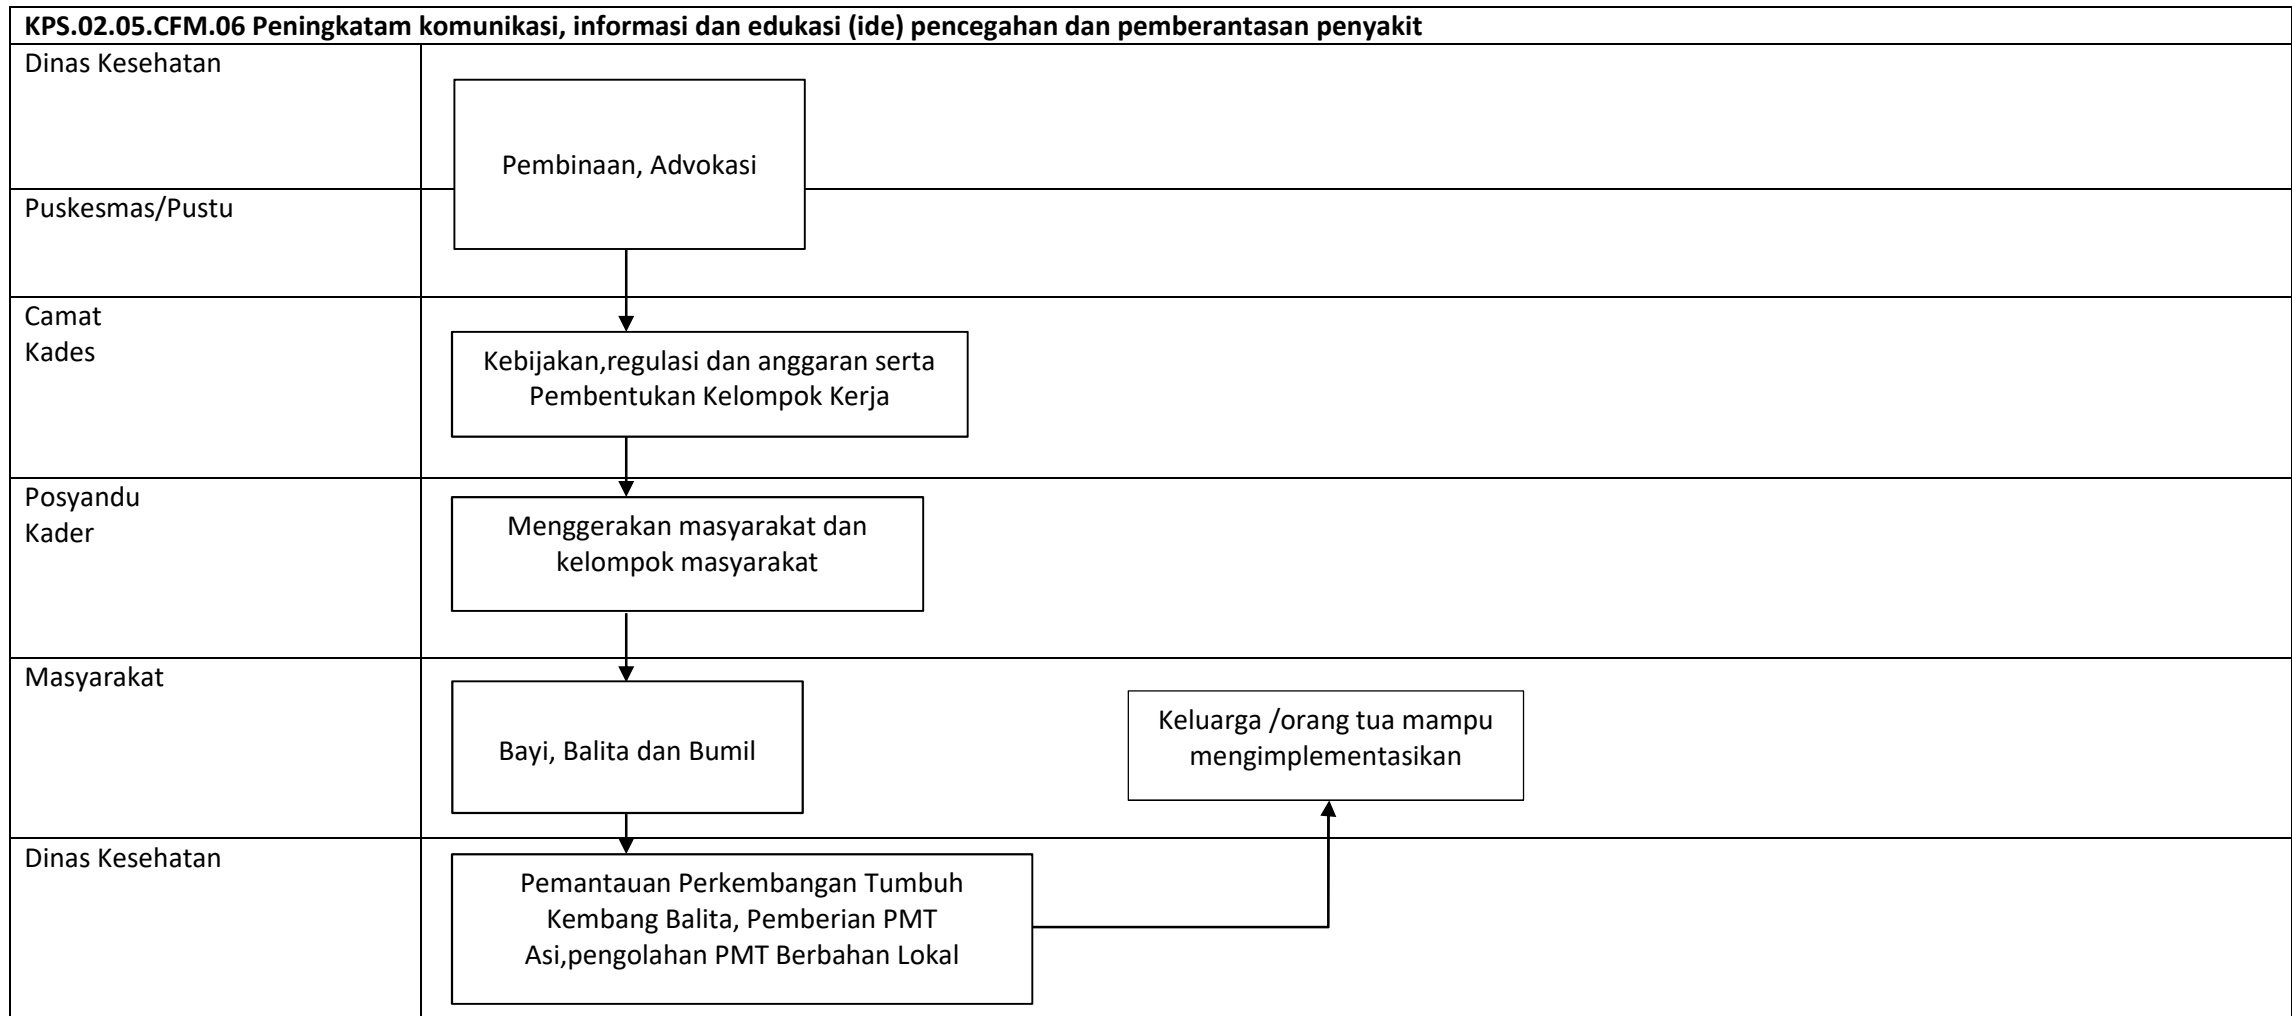 KPS.02.05.CFM.06 Peningkatam komunikasi, informasi dan edukasi (ide) pencegahan dan pemberantasan penyakit
Dinas Kesehatan
Pembinaan, Advokasi
Puskesmas/Pustu
Camat
Kades
Kebijakan,regulasi dan anggaran serta
Pembentukan Kelompok Kerja
Posyandu
Kader
Menggerakan masyarakat dan
kelompok masyarakat
Masyarakat
Bayi, Balita dan Bumil
Keluarga /orang tua mampu
mengimplementasikan
Dinas Kesehatan
Pemantauan Perkembangan Tumbuh
Kembang Balita, Pemberian PMT
Asi,pengolahan PMT Berbahan Lokal